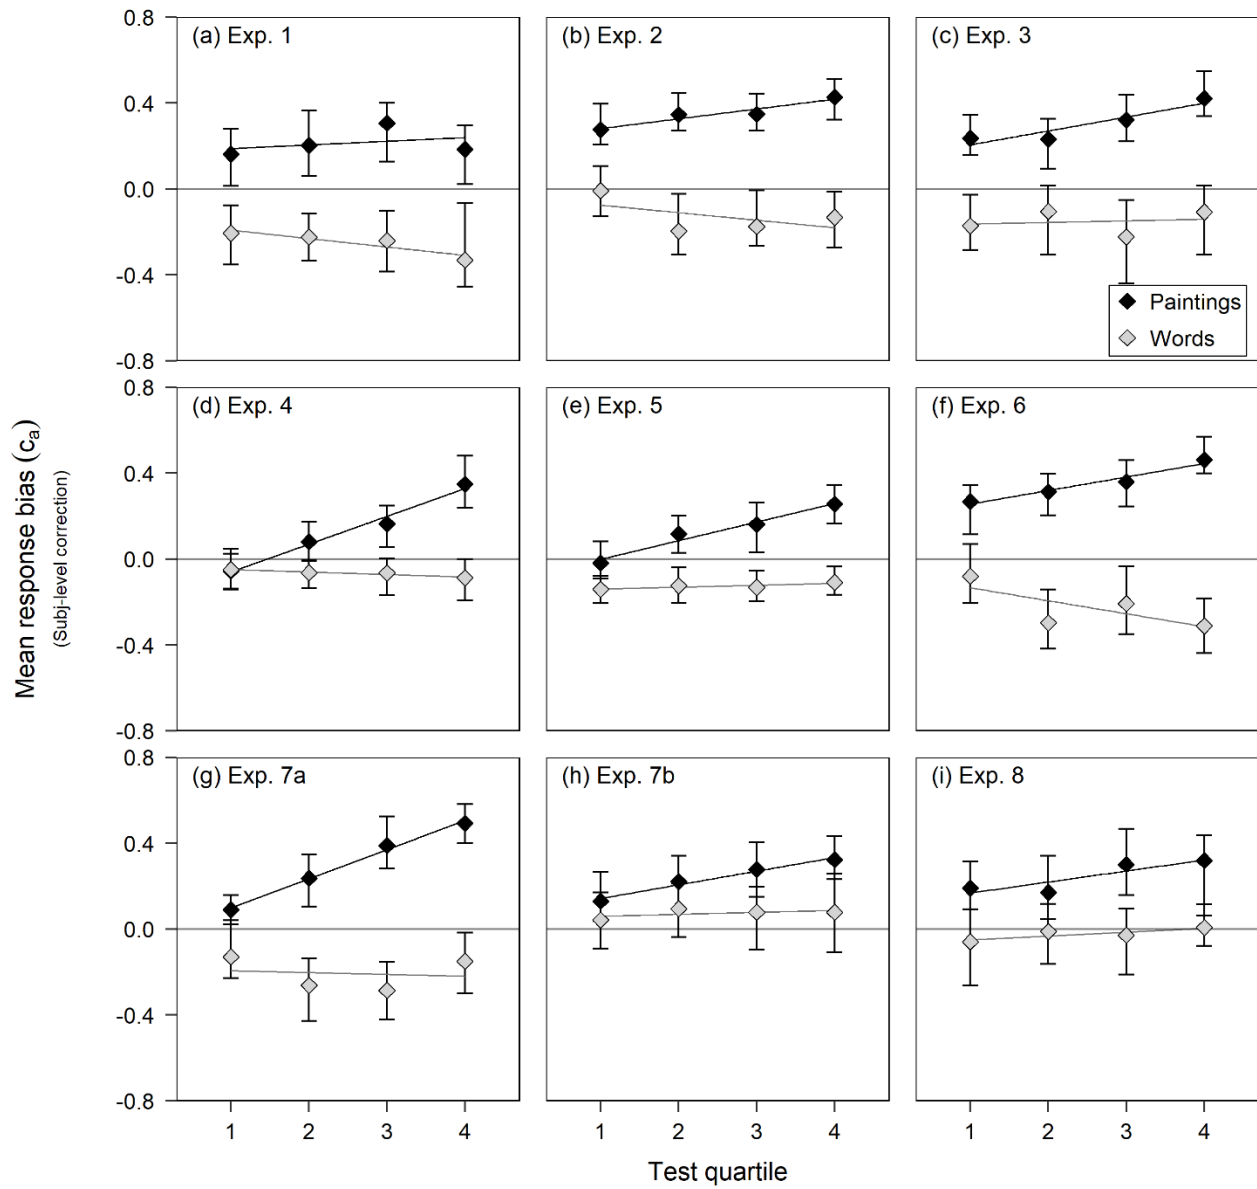 (a) Exp. 1
(b) Exp. 2
(c) Exp. 3
0.8
0.4
0.0
-0.4
-0.8
Paintings
Words
(d) Exp. 4
(e) Exp. 5
(f) Exp. 6
0.8
0.4
0.0
-0.4
-0.8
Mean response bias (ca)
(Subj-level correction)
(g) Exp. 7a
(h) Exp. 7b
(i) Exp. 8
0.8
0.4
0.0
-0.4
-0.8
1 2 3 4
1 2 3 4
1 2 3 4
Test quartile